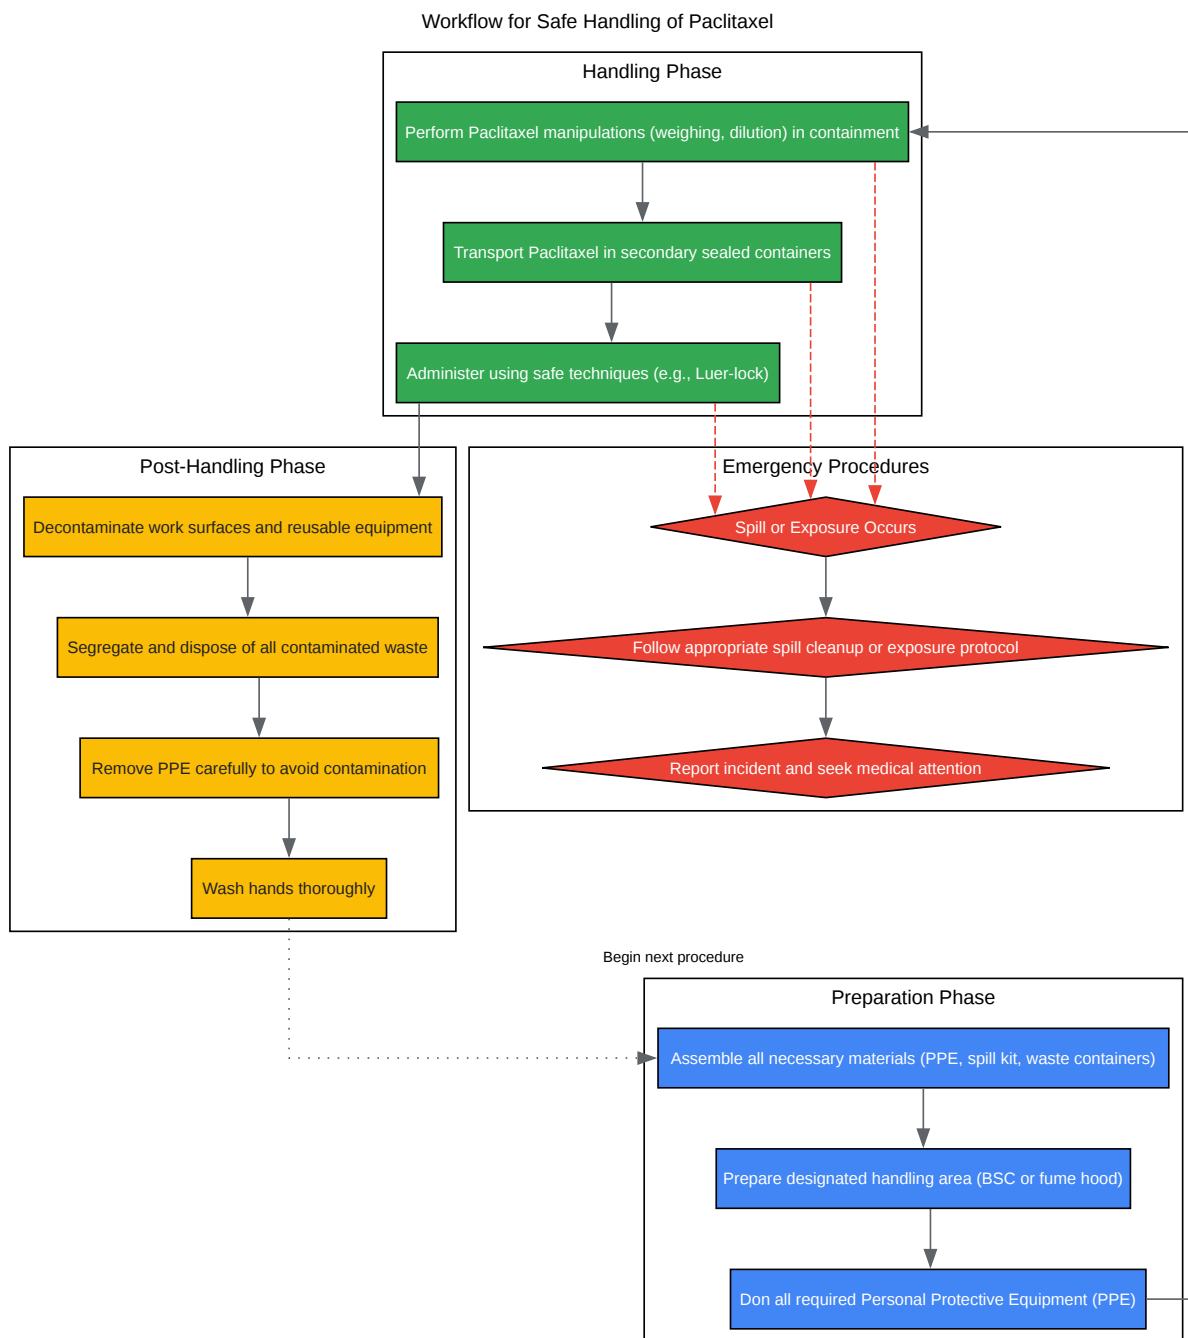 Workflow for Safe Handling of Paclitaxel
Handling Phase
Perform Paclitaxel manipulations (weighing, dilution) in containment
Transport Paclitaxel in secondary sealed containers
Administer using safe techniques (e.g., Luer-lock)
Post-Handling Phase
Decontaminate work surfaces and reusable equipment
Segregate and dispose of all contaminated waste
Remove PPE carefully to avoid contamination
Wash hands thoroughly
Emergency Procedures
Spill or Exposure Occurs
Follow appropriate spill cleanup or exposure protocol
Report incident and seek medical attention
Begin next procedure
Preparation Phase
Assemble all necessary materials (PPE, spill kit, waste containers)
Prepare designated handling area (BSC or fume hood)
Don all required Personal Protective Equipment (PPE)